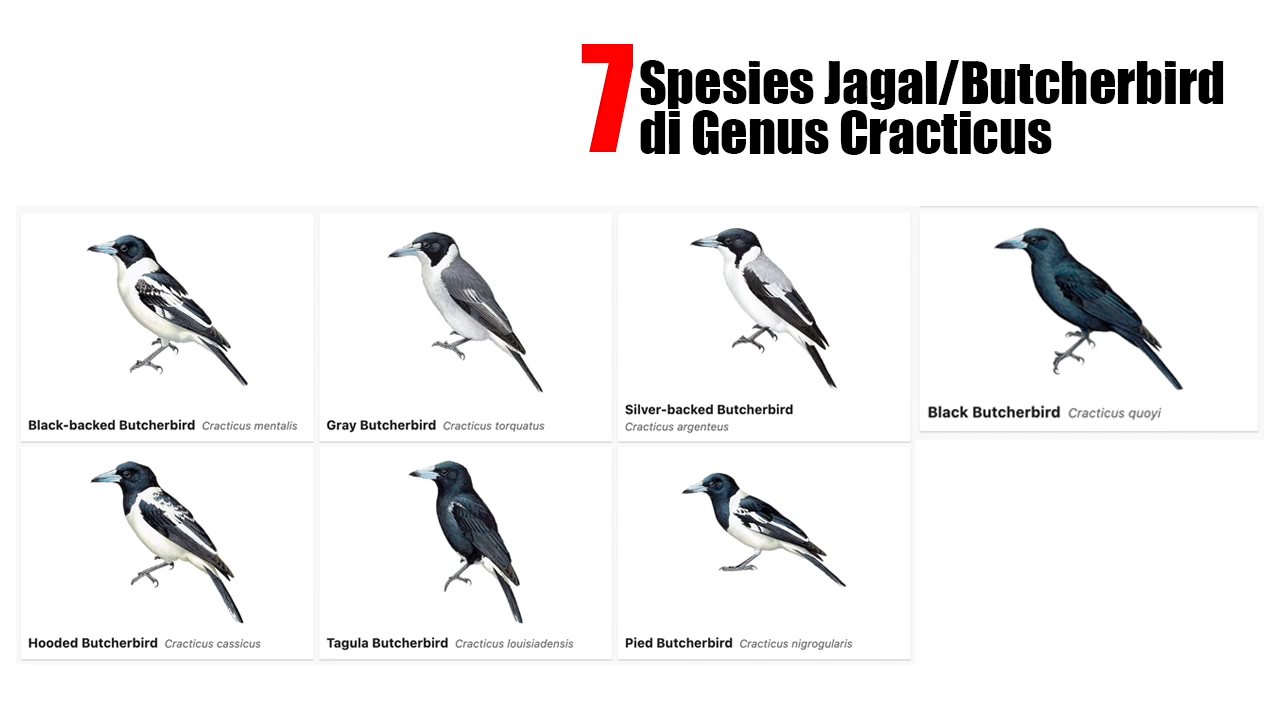 7 Spesies Jagal/Butcherbird
di Genus Cracticus
Black-backed Butcherbird Cracticus mentalis
Gray Butcherbird Cracticus torquatus
Silver-backed Butcherbird
Cracticus argenteus
Black Butcherbird Cracticus quoyi
Hooded Butcherbird Cracticus cassicus
Tagula Butcherbird Cracticus louisiadensis
Pied Butcherbird Cracticus nigrogularis